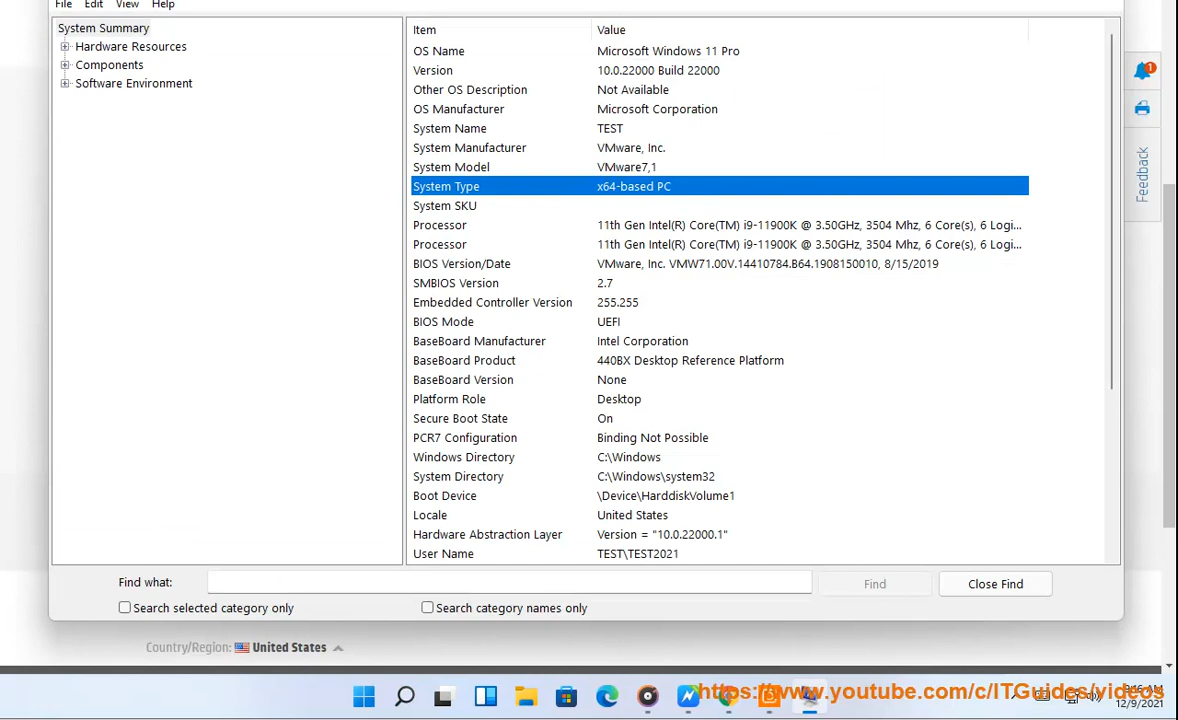 File Edit View Help
System Summary
Hardware Resources
Components
Software Environment
Item Value
OS Name Microsoft Windows 11 Pro
Version 10.0.22000 Build 22000
Other OS Description Not Available
OS Manufacturer Microsoft Corporation
System Name TEST
System Manufacturer VMware, Inc.
System Model VMware7,1
System Type x64-based PC
System SKU
Processor 11th Gen Intel(R) Core(TM) i9-11900K @ 3.50GHz, 3504 Mhz, 6 Core(s), 6 Logi...
Processor 11th Gen Intel(R) Core(TM) i9-11900K @ 3.50GHz, 3504 Mhz, 6 Core(s), 6 Logi...
BIOS Version/Date VMware, Inc. VMW71.00V.14410784.B64.1908150010, 8/15/2019
SMBIOS Version 2.7
Embedded Controller Version 255.255
BIOS Mode UEFI
BaseBoard Manufacturer Intel Corporation
BaseBoard Product 440BX Desktop Reference Platform
BaseBoard Version None
Platform Role Desktop
Secure Boot State On
PCR7 Configuration Binding Not Possible
Windows Directory C:\Windows
System Directory C:\Windows\system32
Boot Device \Device\HarddiskVolume1
Locale United States
Hardware Abstraction Layer Version = "10.0.22000.1"
User Name TEST\TEST2021
Find what: Find Close Find
Search selected category only Search category names only
1
Feedback
Country/Region: United States
https://www.youtube.com/c/ITGuides/videos
12/9/2021